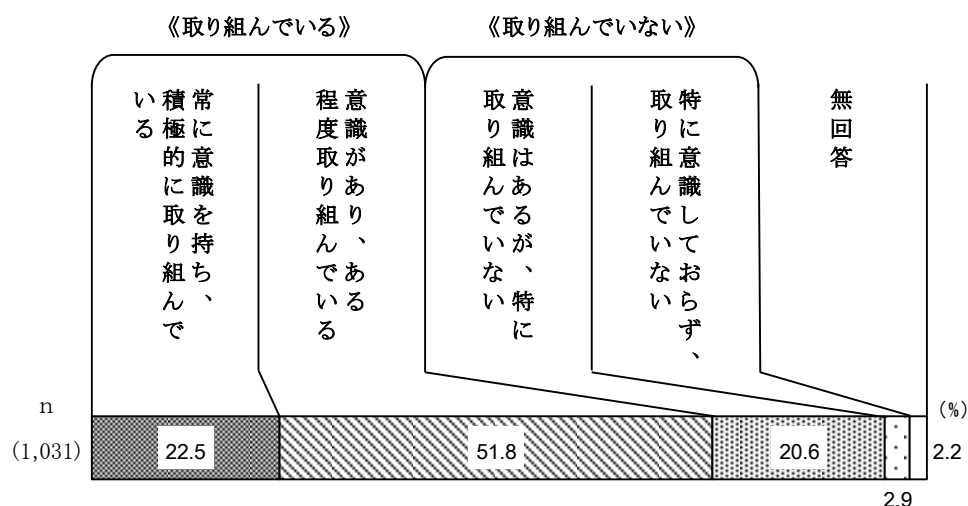 《取り組んでいる》
《取り組んでいない》
常に意識を持ち、
積極的に取り組んで
いる
意識があり、ある
程度取り組んでいる
意識はあるが、特に
取り組んでいない
特に意識しておらず、
取り組んでいない
無回答
n
(1,031)
(%)
22.5
51.8
20.6
2.2
2.9